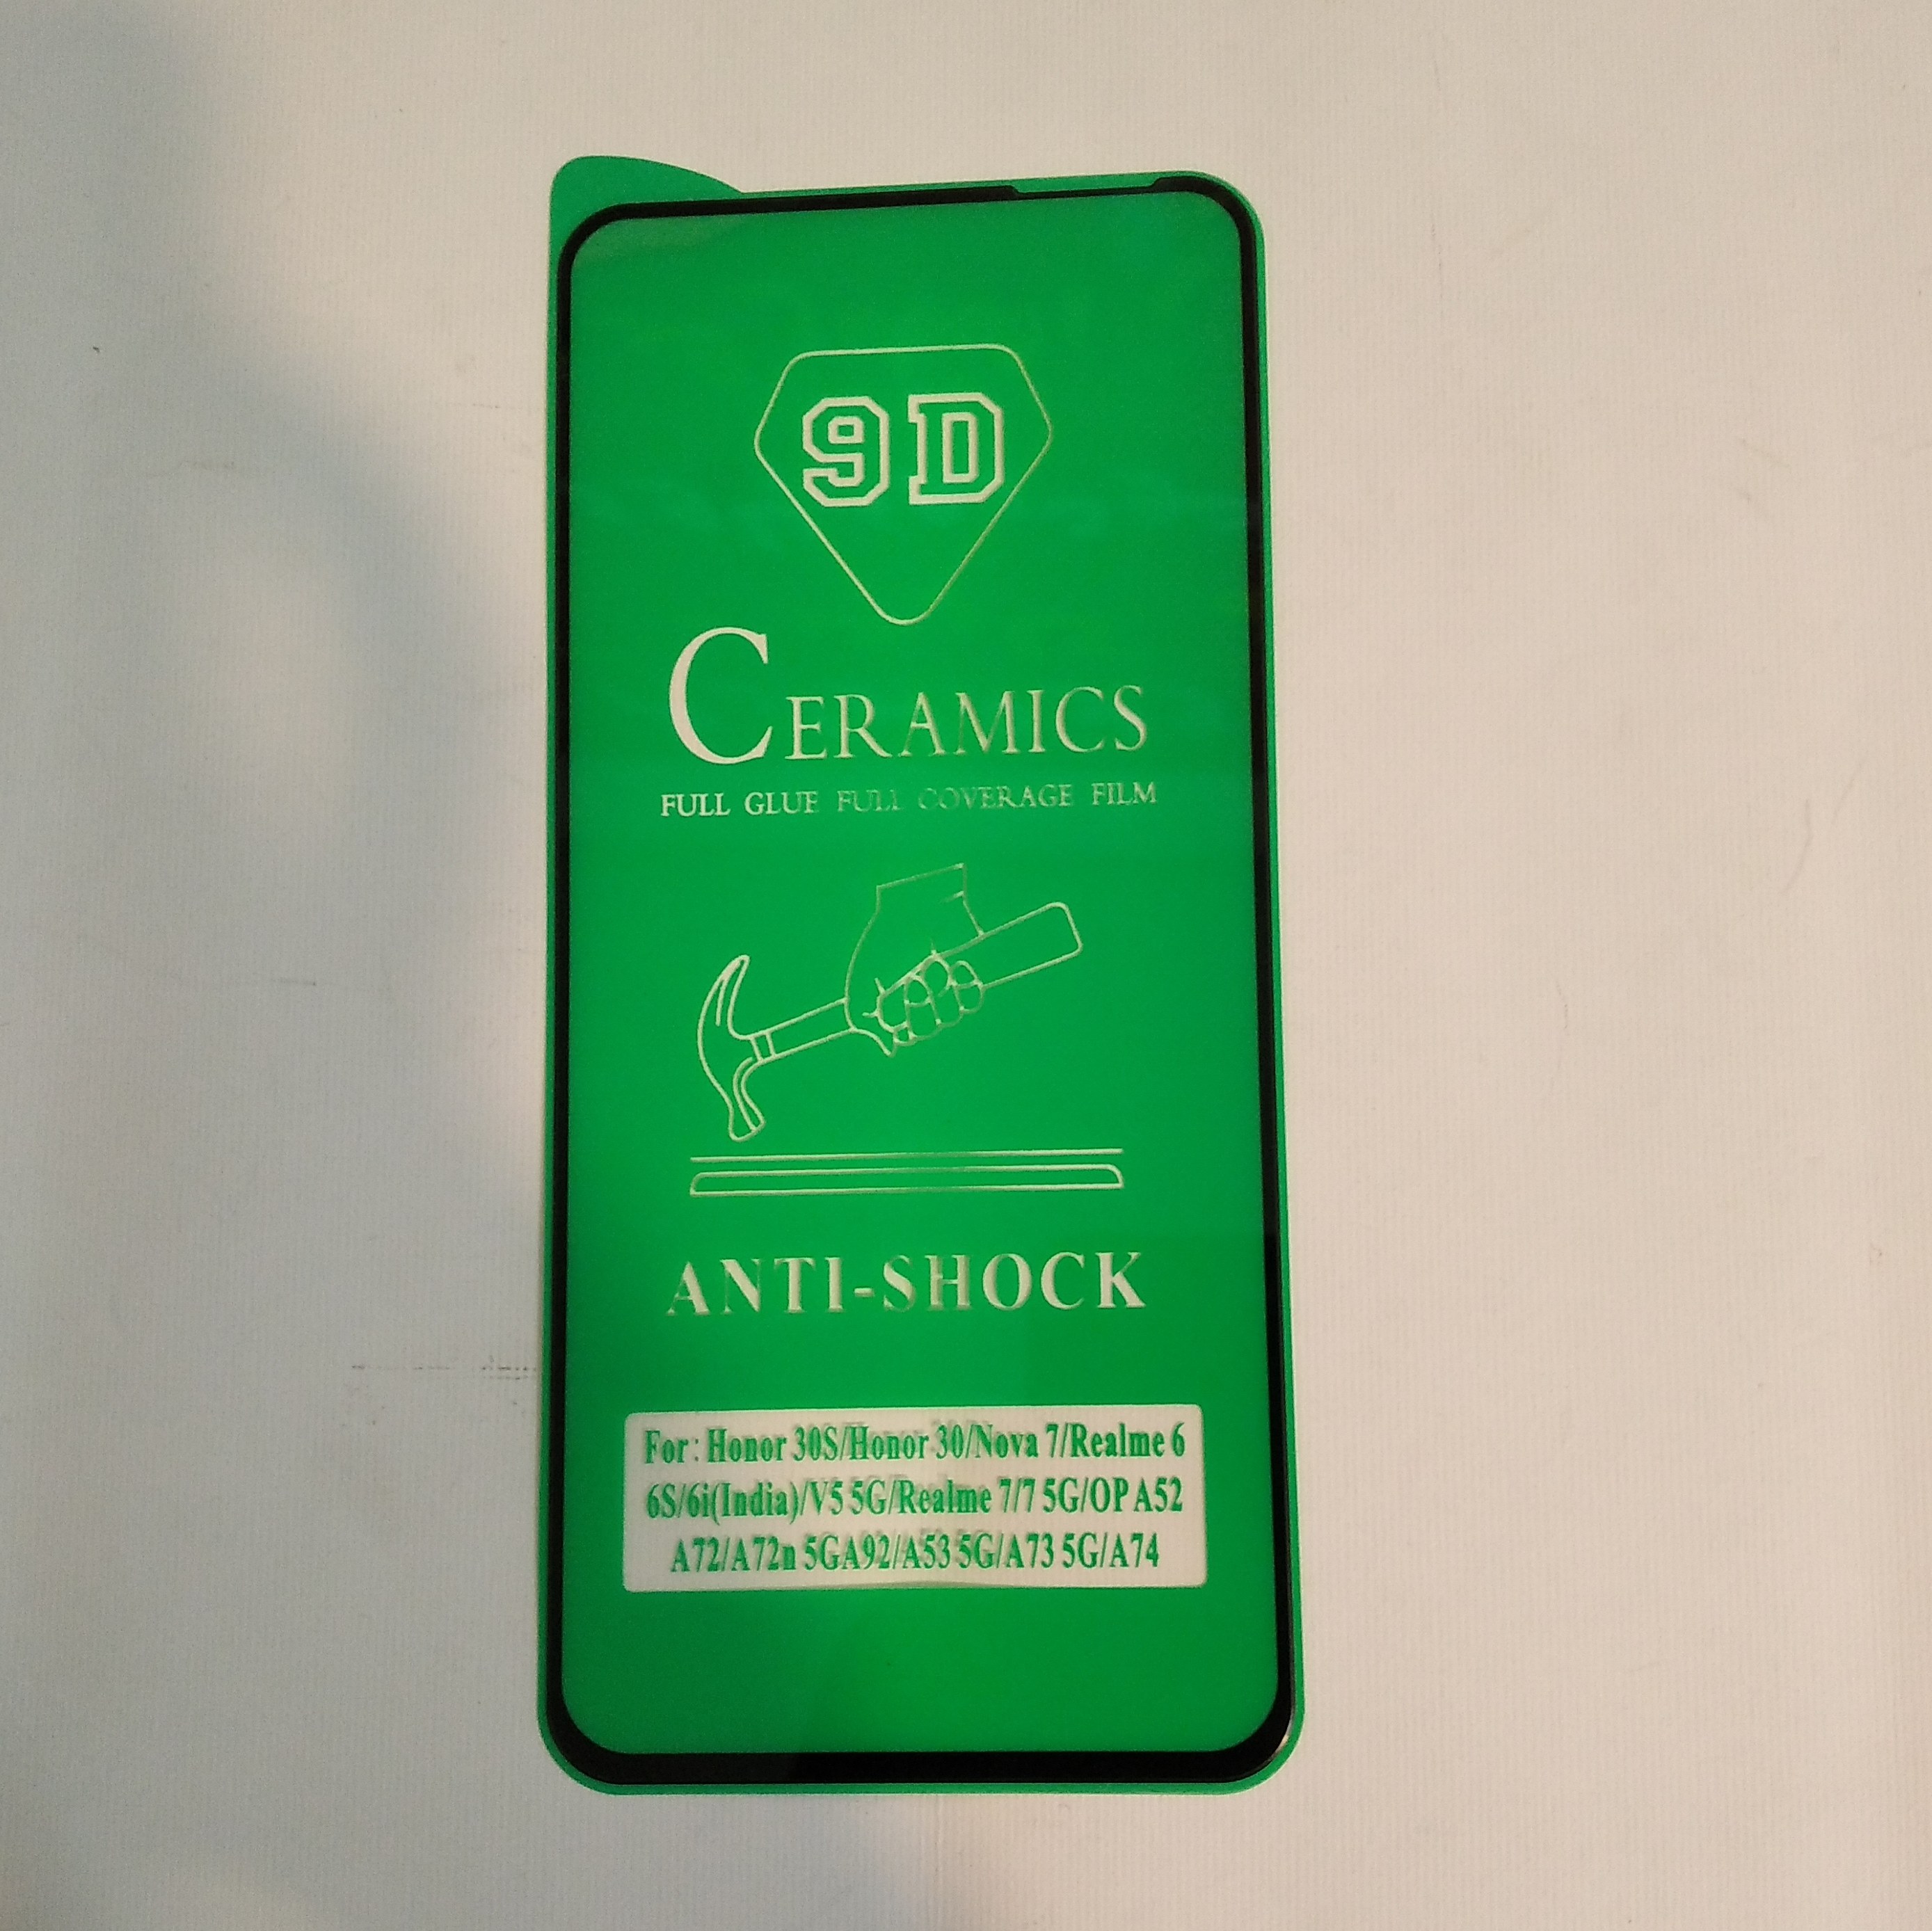 9D
CERAMICS
FULL GLUE FULL COVERAGE FILM
ANTI-SHOCK
For: Honor 30S/Honor 30/Nova 7/Realme 6
6S/6i(India)/V5 5G/Realme 7/7 5G/OP A52
A72/A72n 5GA92/A53 5G/A73 5G/A74